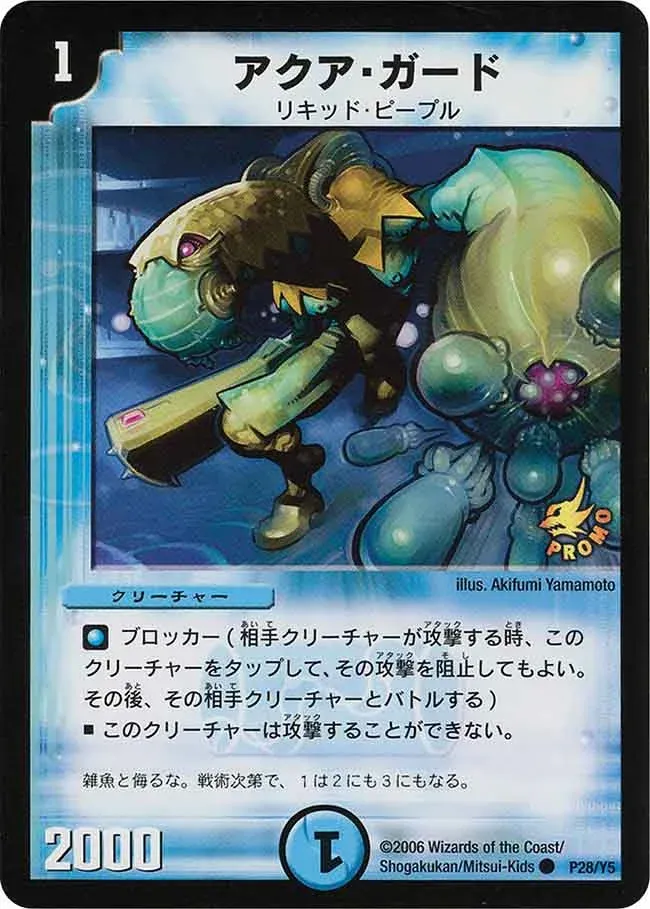 1
アクア・ガード
リキッド・ピープル
PROMO
illus. Akifumi Yamamoto
クリーチャー
ブロッカー（相手クリーチャーが攻撃する時、この
クリーチャーをタップして、その攻撃を阻止してもよい。
その後、その相手クリーチャーとバトルする）
■ このクリーチャーは攻撃することができない。
雑魚と侮るな。戦術次第で、１は２にも３にもなる。
2000
1
©2006 Wizards of the Coast/
Shogakukan/Mitsui-Kids ● P28/Y5